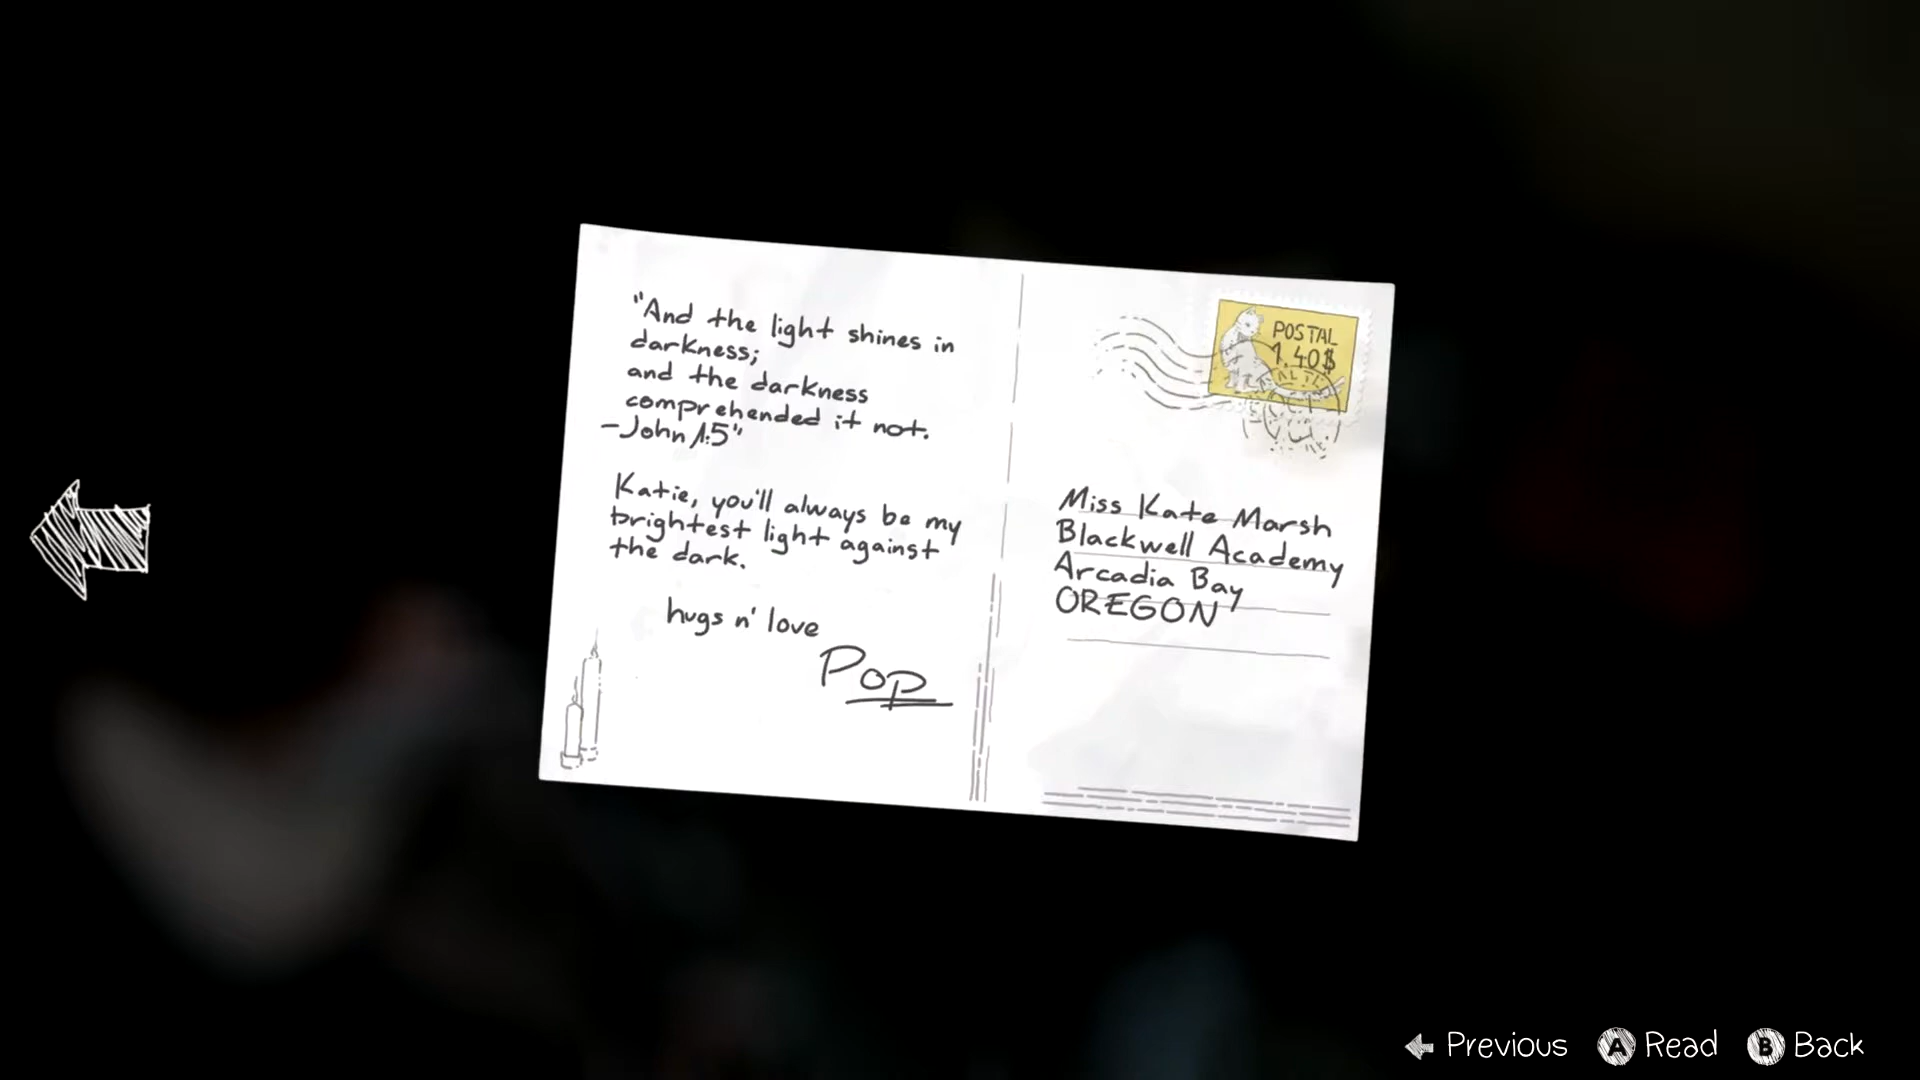 "And the light shines in
darkness;
and the darkness
comprehended it not.
-John 1:5"
Katie, you'll always be my
brightest light against
the dark.
hugs n' love
Pop
POSTAL
1.40$
Miss Kate Marsh
Blackwell Academy
Arcadia Bay
OREGON
Previous
A Read
B Back